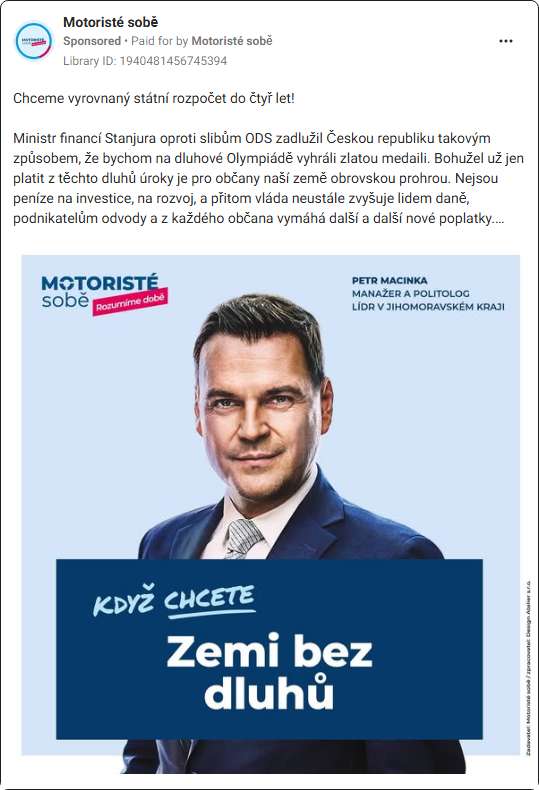 Motoristé sobě
Sponsored • Paid for by Motoristé sobě
Library ID: 1940481456745394
Chceme vyrovnaný státní rozpočet do čtyř let!
Ministr financí Stanjura oproti slibům ODS zadlužil Českou republiku takovým
způsobem, že bychom na dluhové Olympiádě vyhráli zlatou medaili. Bohužel už jen
platit z těchto dluhů úroky je pro občany naší země obrovskou prohrou. Nejsou
peníze na investice, na rozvoj, a přitom vláda neustále zvyšuje lidem daně,
podnikatelům odvody a z každého občana vymáhá další a další nové poplatky....
MOTORISTÉ
sobě Rozumíme době
PETR MACINKA
MANAŽER A POLITOLOG
LÍDR V JIHOMORAVSKÉM KRAJI
KDYŽ CHCETE
Zemi bez
dluhů
Zadavatel: Motoristé sobě / zpracovatel: Design Atelier s.r.o.